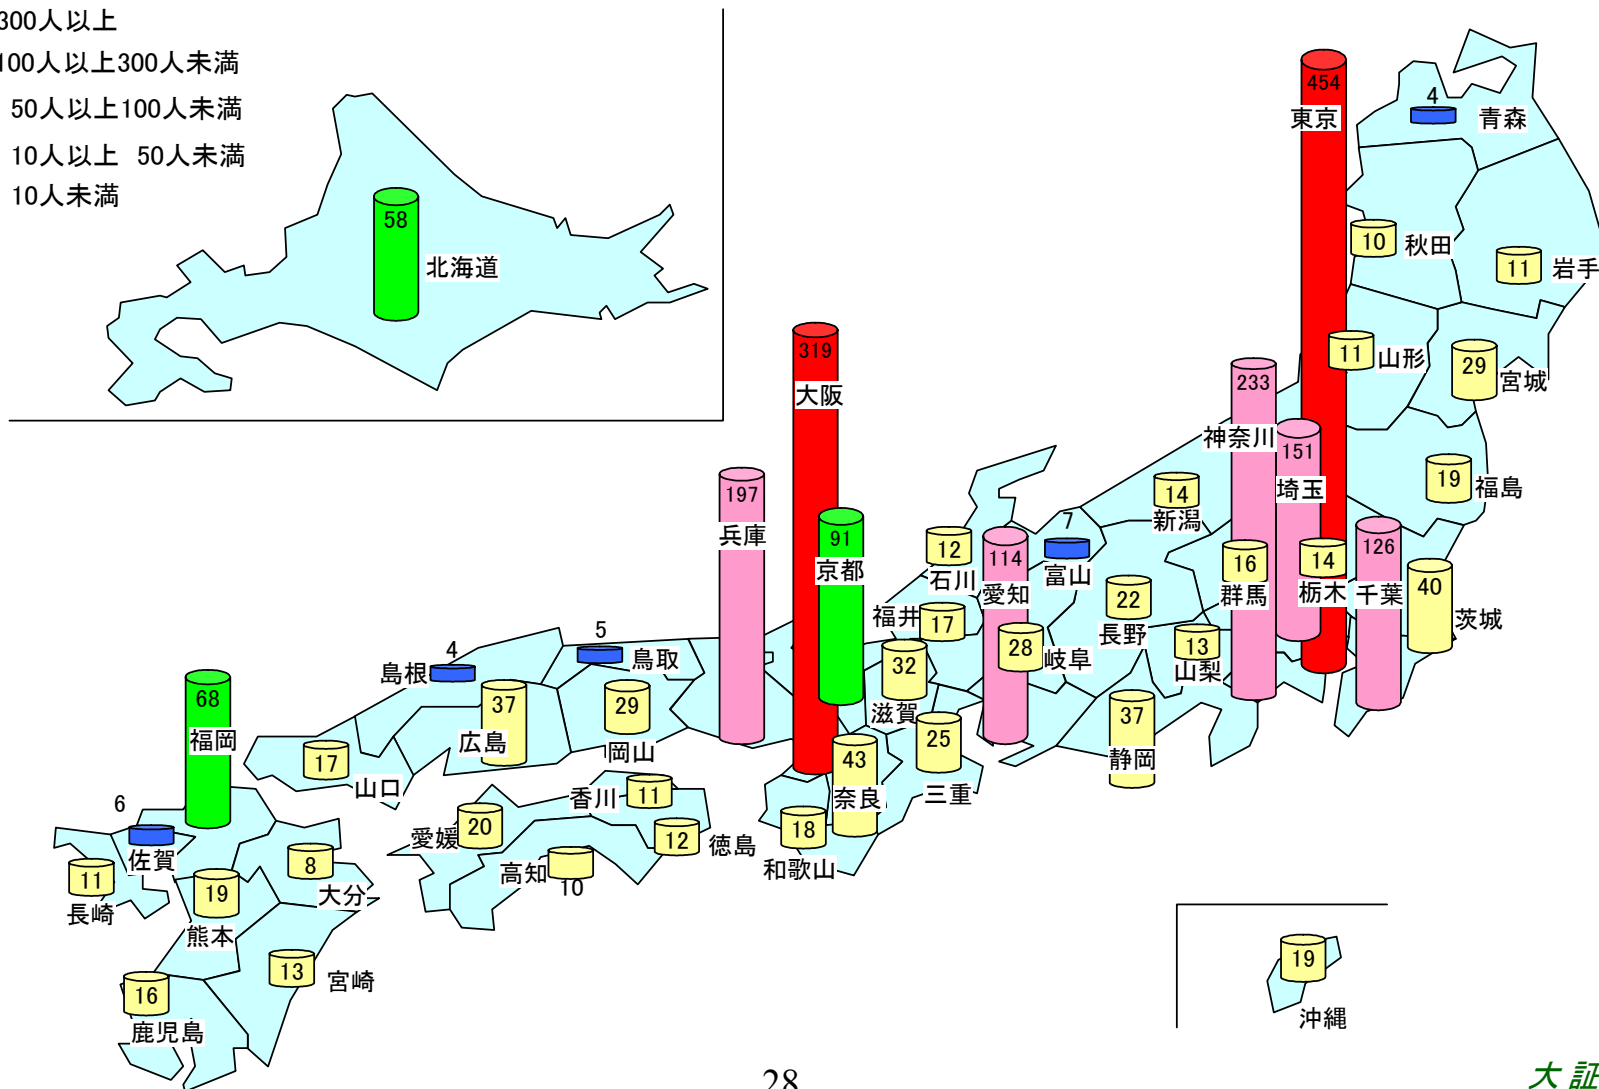 300人以上
100人以上300人未満
50人以上100人未満
10人以上 50人未満
10人未満
58
北海道
454
東京
4
青森
10
秋田
11
岩手
11
山形
29
宮城
319
大阪
233
神奈川
151
埼玉
19
福島
197
兵庫
14
新潟
91
京都
12
石川
114
愛知
7
富山
16
群馬
14
栃木
126
千葉
40
茨城
福井
17
22
長野
13
山梨
28
岐阜
32
滋賀
4
島根
5
鳥取
37
広島
29
岡山
68
福岡
17
山口
43
奈良
25
三重
37
静岡
香川
11
愛媛
20
12
徳島
高知
10
18
和歌山
6
佐賀
11
長崎
8
大分
19
熊本
13
宮崎
16
鹿児島
19
沖縄
28
大証